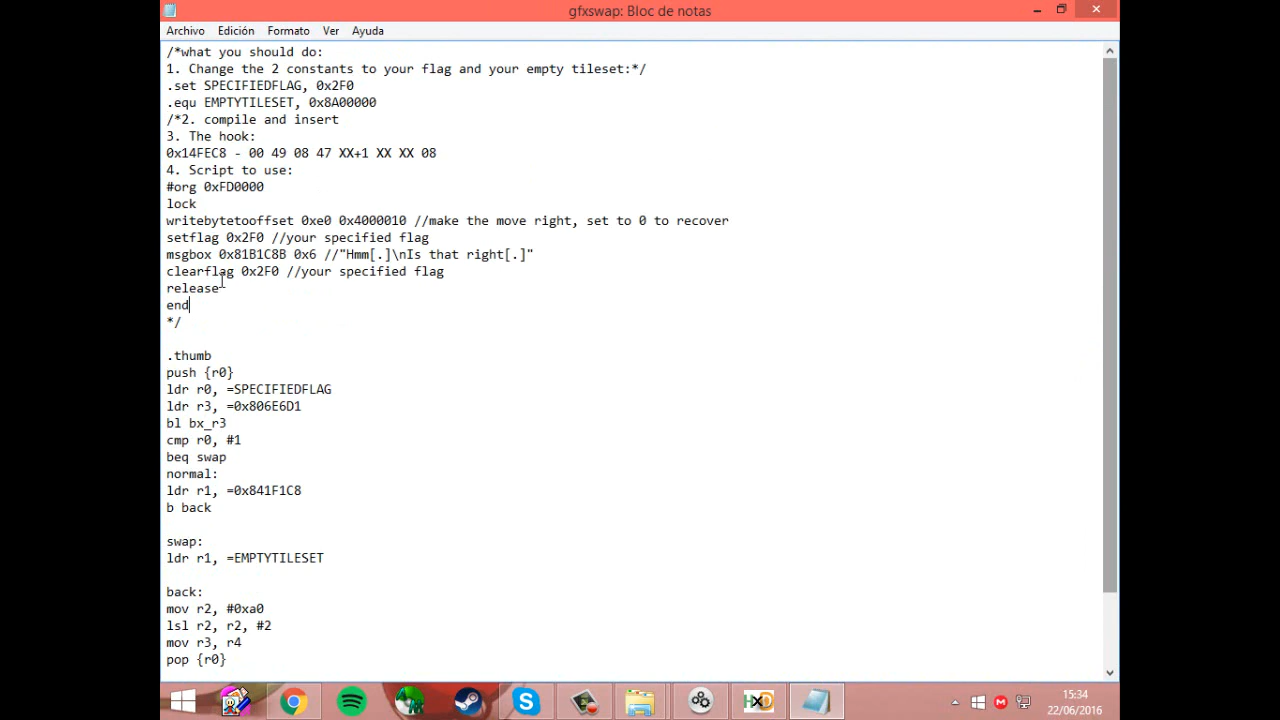 gfxswap: Bloc de notas
Archivo Edición Formato Ver Ayuda
/*what you should do:
1. Change the 2 constants to your flag and your empty tileset:*/
.set SPECIFIEDFLAG, 0x2F0
.equ EMPTYTILESET, 0x8A00000
/*2. compile and insert
3. The hook:
0x14FEC8 - 00 49 08 47 XX+1 XX XX 08
4. Script to use:
#org 0xFD0000
lock
writebytetooffset 0xe0 0x4000010 //make the move right, set to 0 to recover
setflag 0x2F0 //your specified flag
msgbox 0x81B1C8B 0x6 //"Hmm[.]\nIs that right[.]"
clearflag 0x2F0 //your specified flag
release
end
*/
.thumb
push {r0}
ldr r0, =SPECIFIEDFLAG
ldr r3, =0x806E6D1
bl bx_r3
cmp r0, #1
beq swap
normal:
ldr r1, =0x841F1C8
b back
swap:
ldr r1, =EMPTYTILESET
back:
mov r2, #0xa0
lsl r2, r2, #2
mov r3, r4
pop {r0}
HXD
15:34
22/06/2016